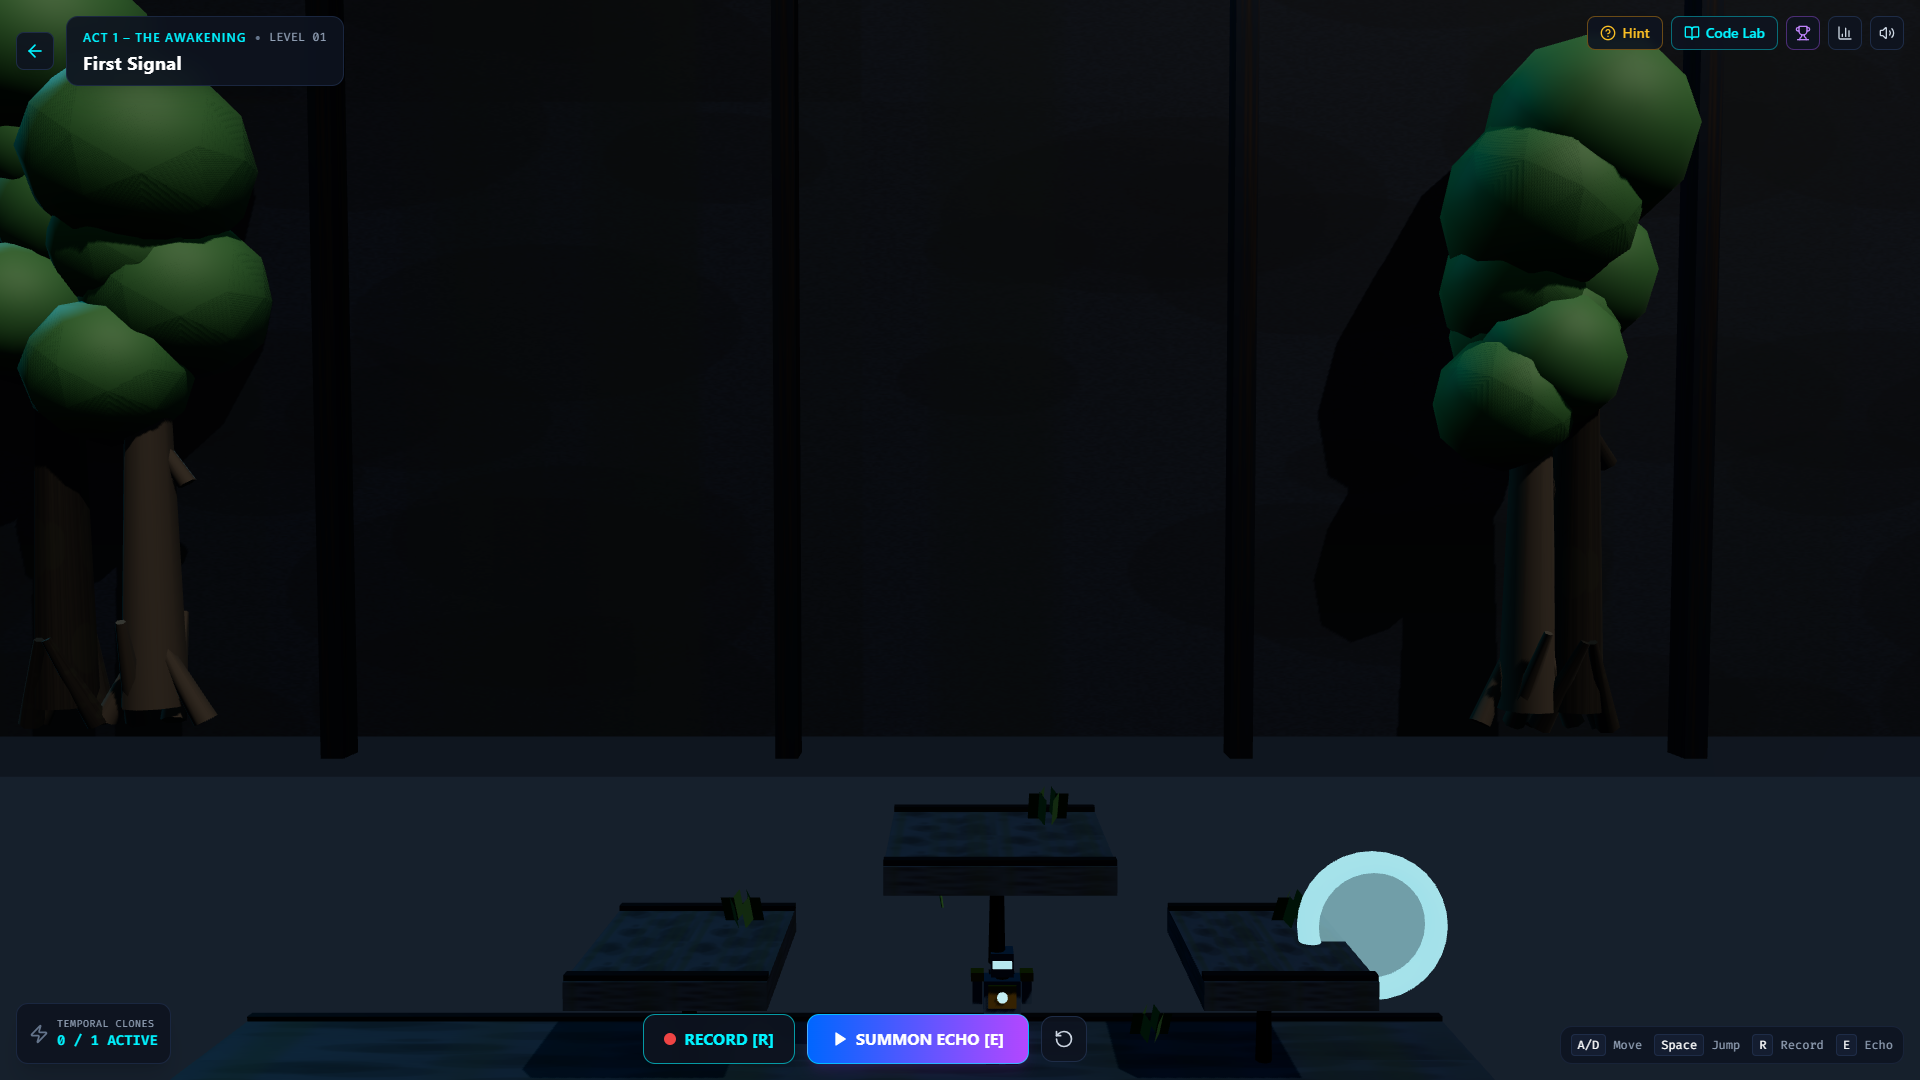 ACT 1 – THE AWAKENING • LEVEL 01
First Signal
Hint
Code Lab
TEMPORAL CLONES
0 / 1 ACTIVE
RECORD [R]
SUMMON ECHO [E]
A/D Move Space Jump R Record E Echo